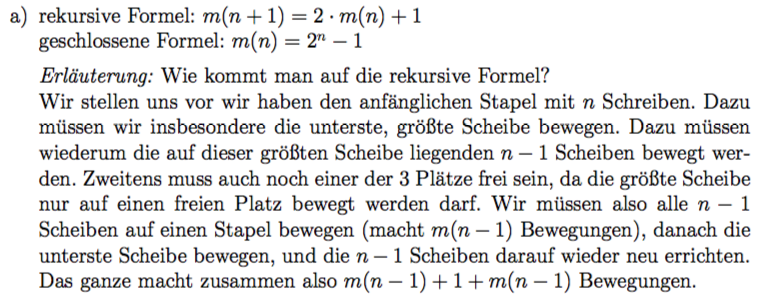 a) rekursive Formel: m(n + 1) = 2 · m(n) + 1
geschlossene Formel: m(n) = 2ⁿ − 1
Erläuterung: Wie kommt man auf die rekursive Formel?
Wir stellen uns vor wir haben den anfänglichen Stapel mit n Schreiben. Dazu
müssen wir insbesondere die unterste, größte Scheibe bewegen. Dazu müssen
wiederum die auf dieser größten Scheibe liegenden n − 1 Scheiben bewegt wer-
den. Zweitens muss auch noch einer der 3 Plätze frei sein, da die größte Scheibe
nur auf einen freien Platz bewegt werden darf. Wir müssen also alle n − 1
Scheiben auf einen Stapel bewegen (macht m(n − 1) Bewegungen), danach die
unterste Scheibe bewegen, und die n − 1 Scheiben darauf wieder neu errichten.
Das ganze macht zusammen also m(n − 1) + 1 + m(n − 1) Bewegungen.